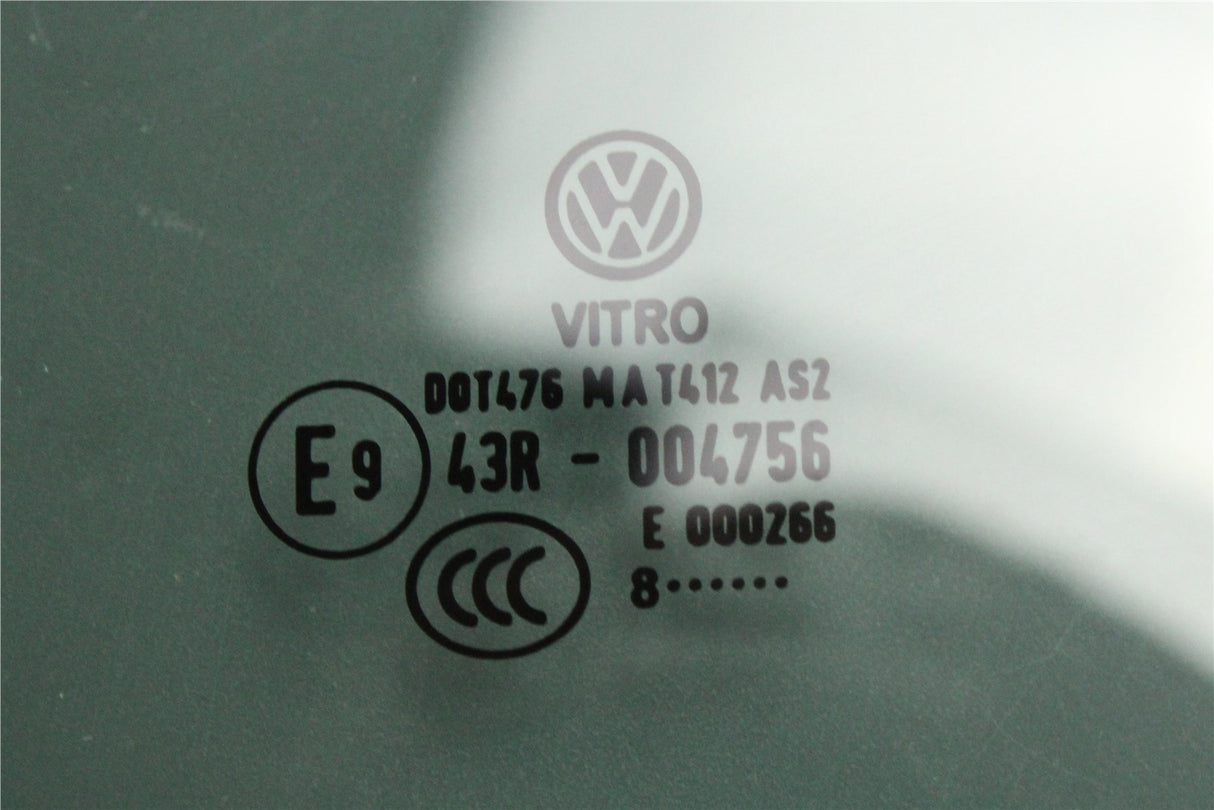 VITRO
DOT476 MAT412 AS2
E9 43R - 004756
E 000266
CCC 8······